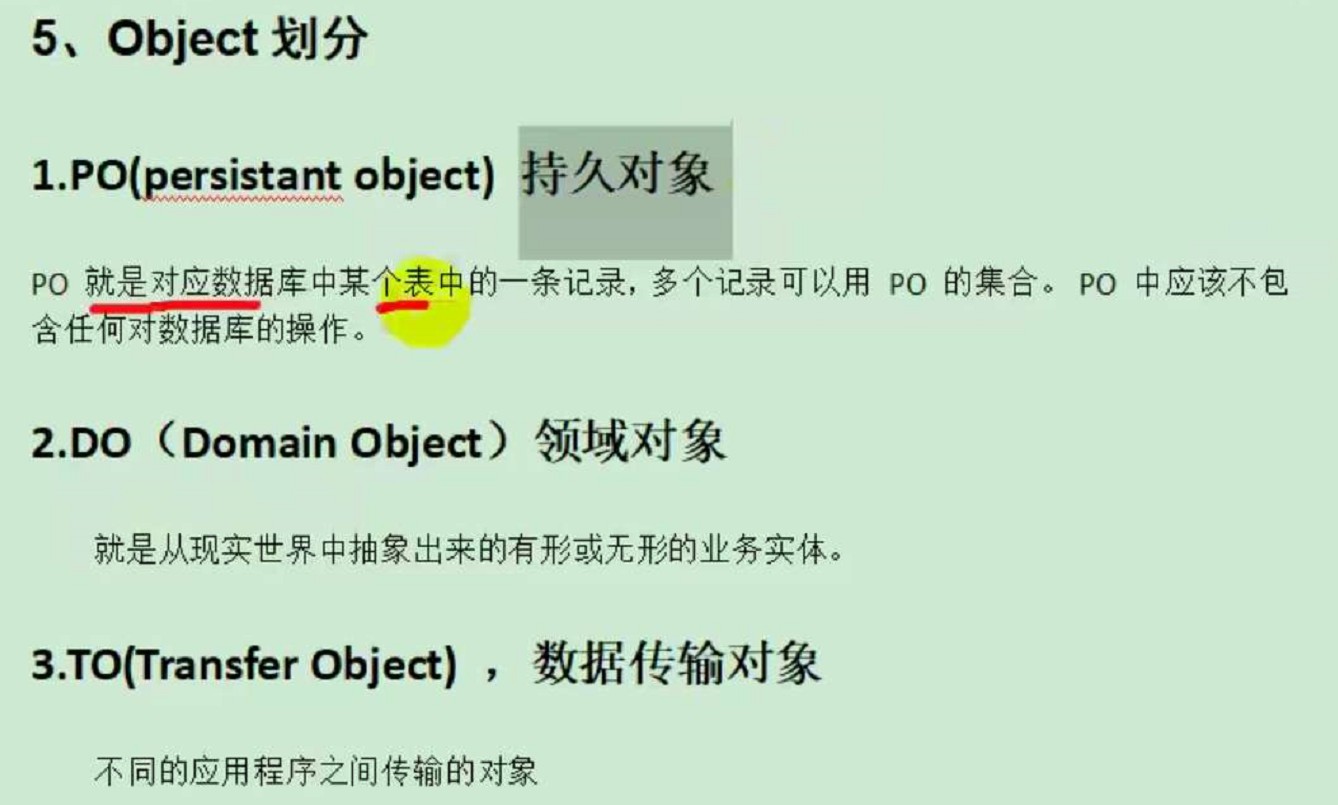 5、Object 划分
1.PO(persistant object) 持久对象
PO 就是对应数据库中某个表中的一条记录，多个记录可以用 PO 的集合。 PO 中应该不包
含任何对数据库的操作。
2.DO（Domain Object）领域对象
就是从现实世界中抽象出来的有形或无形的业务实体。
3.TO(Transfer Object) ，数据传输对象
不同的应用程序之间传输的对象